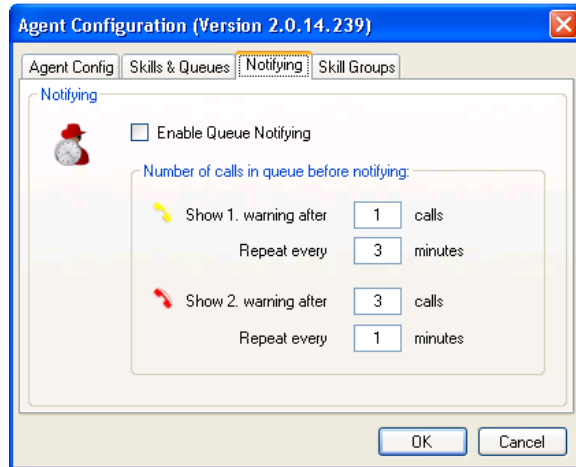 Agent Configuration (Version 2.0.14.239)
Agent Config Skills & Queues Notifying Skill Groups
Notifying
Enable Queue Notifying
Number of calls in queue before notifying:
Show 1. warning after 1 calls
Repeat every 3 minutes
Show 2. warning after 3 calls
Repeat every 1 minutes
OK Cancel